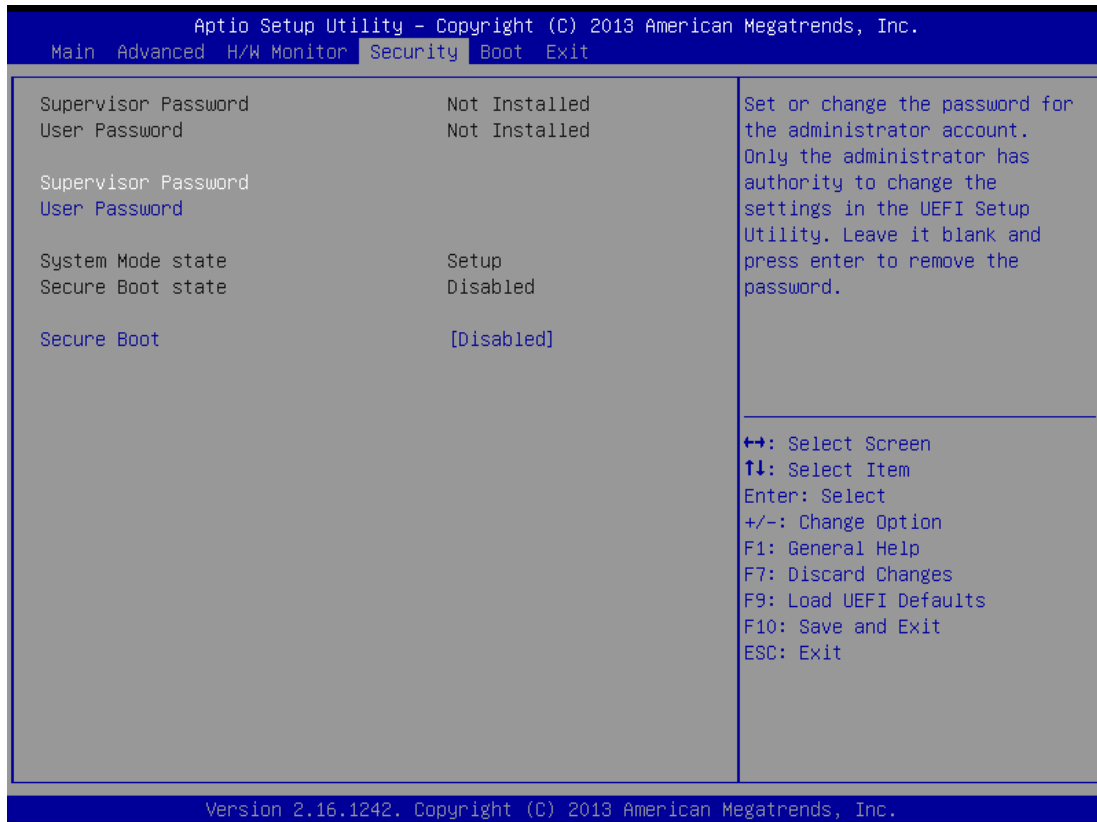 Aptio Setup Utility – Copyright (C) 2013 American Megatrends, Inc.
Main Advanced H/W Monitor Security Boot Exit
Supervisor Password Not Installed
User Password Not Installed
Supervisor Password
User Password
System Mode state Setup
Secure Boot state Disabled
Secure Boot [Disabled]
Set or change the password for
the administrator account.
Only the administrator has
authority to change the
settings in the UEFI Setup
Utility. Leave it blank and
press enter to remove the
password.
↔: Select Screen
↑↓: Select Item
Enter: Select
+/-: Change Option
F1: General Help
F7: Discard Changes
F9: Load UEFI Defaults
F10: Save and Exit
ESC: Exit
Version 2.16.1242. Copyright (C) 2013 American Megatrends, Inc.